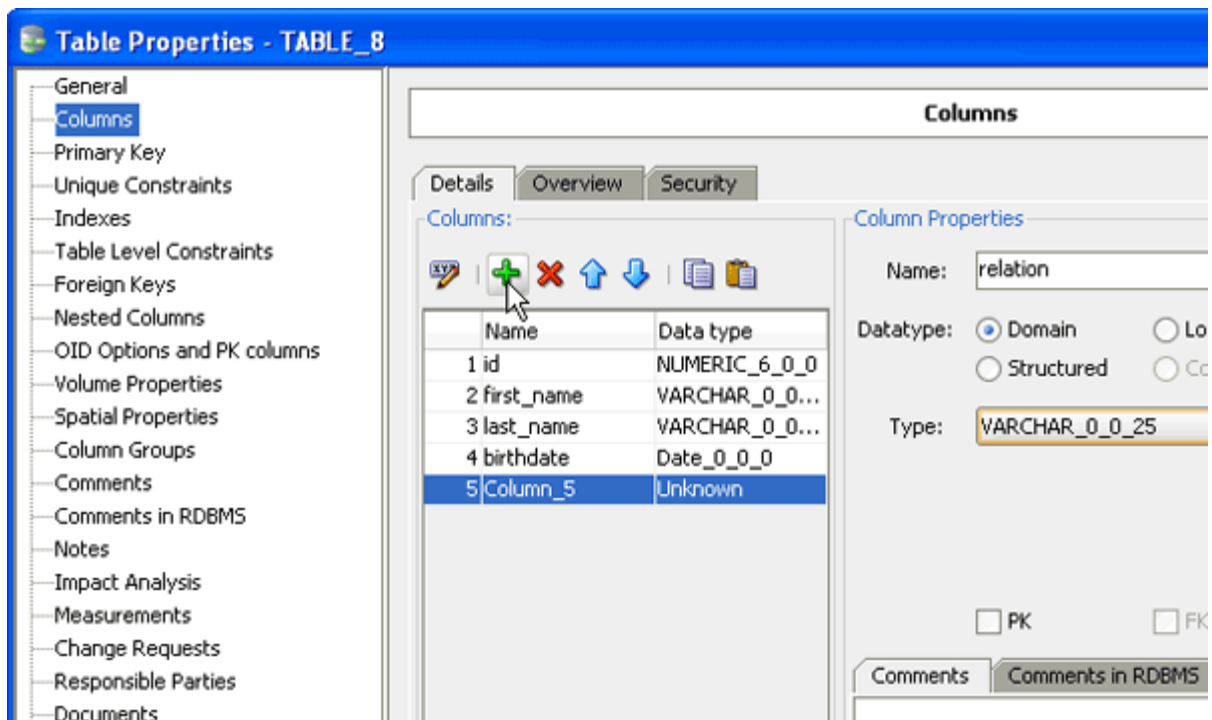 Table Properties - TABLE_8
General
Columns
Primary Key
Unique Constraints
Indexes
Table Level Constraints
Foreign Keys
Nested Columns
OID Options and PK columns
Volume Properties
Spatial Properties
Column Groups
Comments
Comments in RDBMS
Notes
Impact Analysis
Measurements
Change Requests
Responsible Parties
Documents
Columns
Details Overview Security
Columns:
XYZ
Name Data type
1 id NUMERIC_6_0_0
2 first_name VARCHAR_0_0...
3 last_name VARCHAR_0_0...
4 birthdate Date_0_0_0
5 Column_5 Unknown
Column Properties
Name: relation
Datatype: Domain Lo
Structured Co
Type: VARCHAR_0_0_25
PK FK
Comments Comments in RDBMS